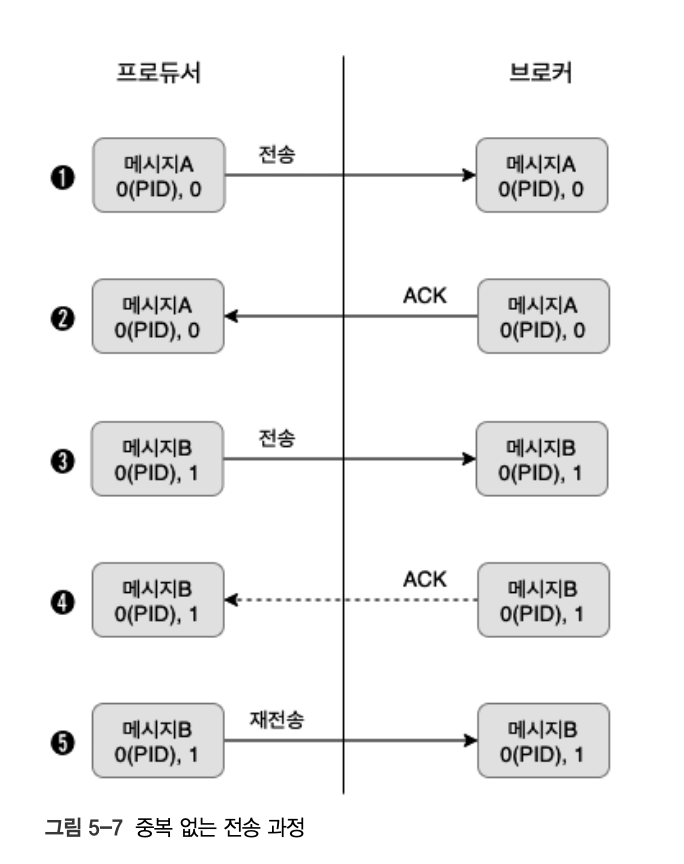 프로듀서 브로커
전송
❶ 메시지A 메시지A
0(PID), 0 0(PID), 0
ACK
❷ 메시지A 메시지A
0(PID), 0 0(PID), 0
전송
❸ 메시지B 메시지B
0(PID), 1 0(PID), 1
ACK
❹ 메시지B 메시지B
0(PID), 1 0(PID), 1
재전송
❺ 메시지B 메시지B
0(PID), 1 0(PID), 1
그림 5-7 중복 없는 전송 과정